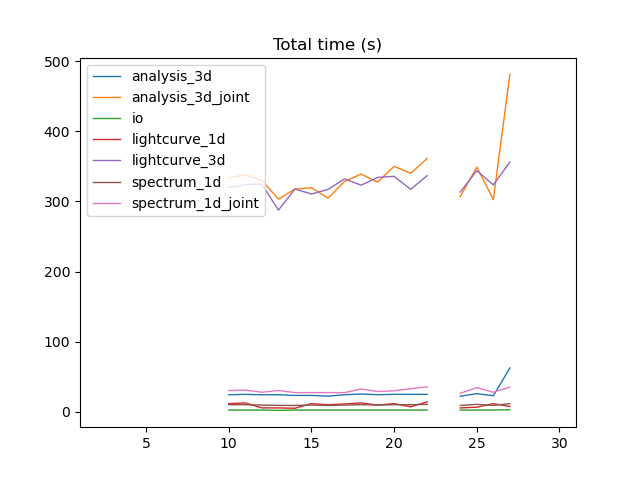 Total time (s)
500
400
300
200
100
0
analysis_3d
analysis_3d_joint
io
lightcurve_1d
lightcurve_3d
spectrum_1d
spectrum_1d_joint
5 10 15 20 25 30